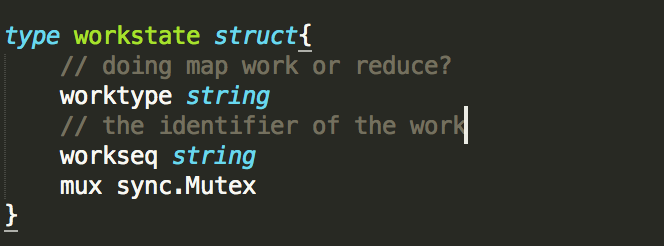 type workstate struct{
    // doing map work or reduce?
    worktype string
    // the identifier of the work
    workseq string
    mux sync.Mutex
}